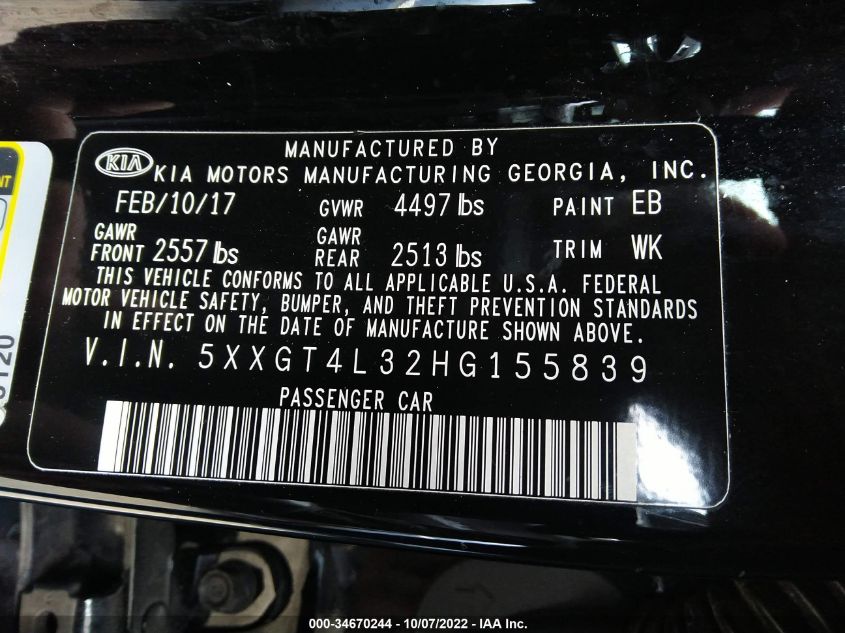 MANUFACTURED BY
KIA KIA MOTORS MANUFACTURING GEORGIA, INC.
FEB/10/17 GVWR 4497 lbs PAINT EB
GAWR FRONT 2557 lbs GAWR REAR 2513 lbs TRIM WK
THIS VEHICLE CONFORMS TO ALL APPLICABLE U.S.A. FEDERAL
MOTOR VEHICLE SAFETY, BUMPER, AND THEFT PREVENTION STANDARDS
IN EFFECT ON THE DATE OF MANUFACTURE SHOWN ABOVE.
V.I.N. 5XXGT4L32HG155839
PASSENGER CAR
000-34670244 - 10/07/2022 - IAA Inc.